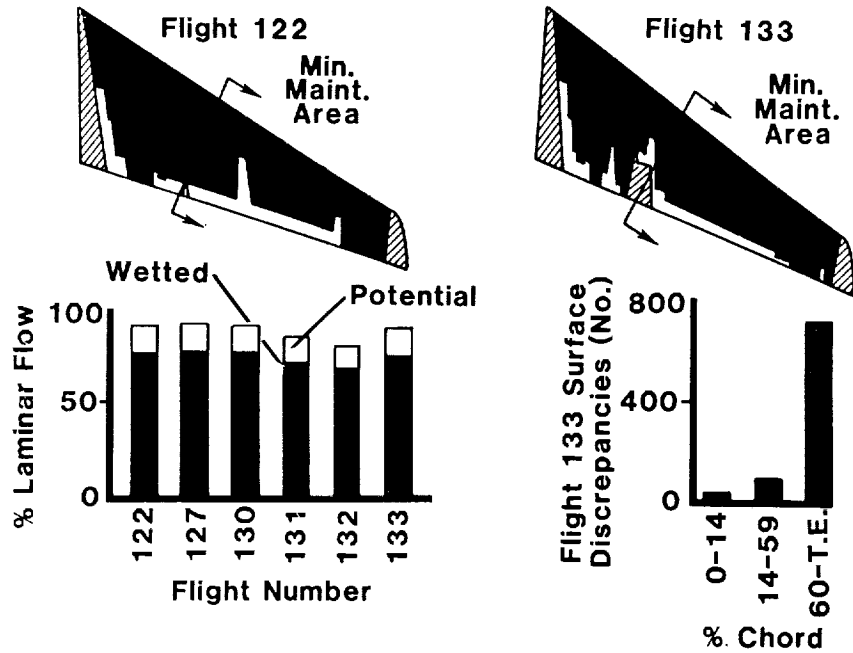 Flight 122
Min.
Maint.
Area
Flight 133
Min.
Maint.
Area
Wetted
Potential
% Laminar Flow
100
50
0
122
127
130
131
132
133
Flight Number
Flight 133 Surface
Discrepancies (No.)
800
400
0
0-14
14-59
60-T.E.
% Chord